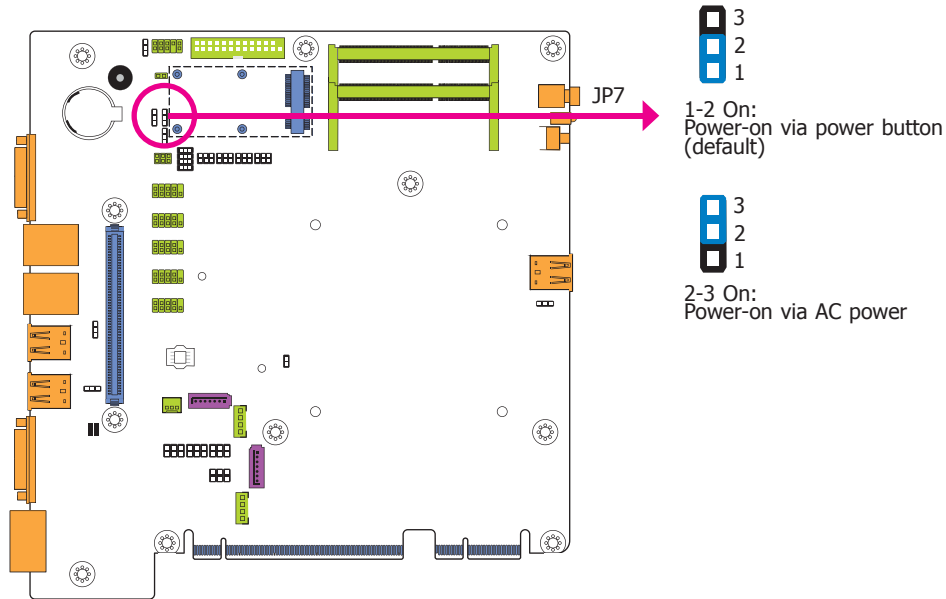 JP7
3
2
1
1-2 On:
Power-on via power button
(default)
3
2
1
2-3 On:
Power-on via AC power